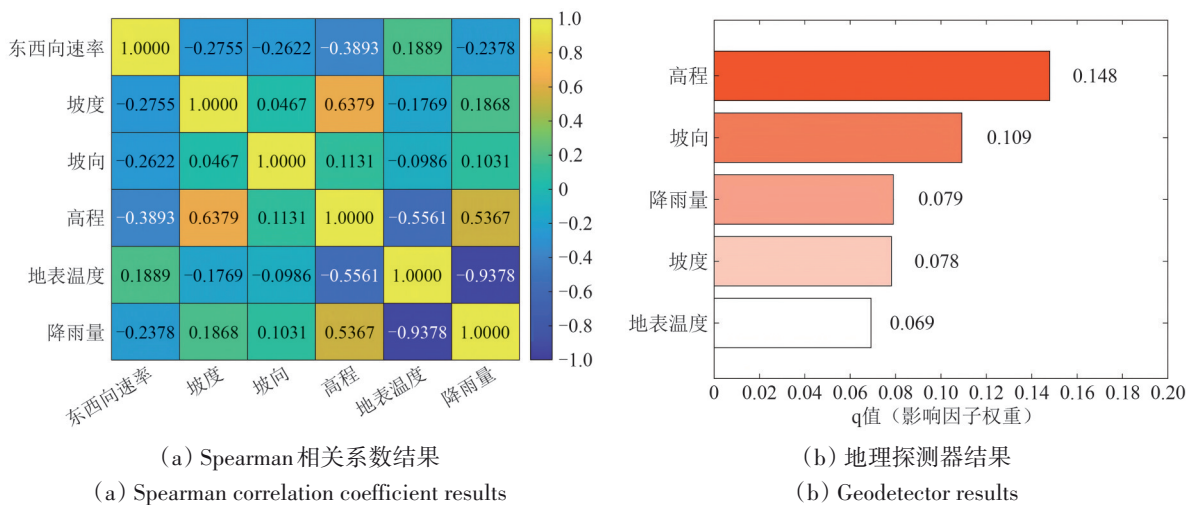 东西向速率 1.0000 −0.2755 −0.2622 −0.3893 0.1889 −0.2378
坡度 −0.2755 1.0000 0.0467 0.6379 −0.1769 0.1868
坡向 −0.2622 0.0467 1.0000 0.1131 −0.0986 0.1031
高程 −0.3893 0.6379 0.1131 1.0000 −0.5561 0.5367
地表温度 0.1889 −0.1769 −0.0986 −0.5561 1.0000 −0.9378
降雨量 −0.2378 0.1868 0.1031 0.5367 −0.9378 1.0000
东西向速率 坡度 坡向 高程 地表温度 降雨量
1.0
0.8
0.6
0.4
0.2
0
−0.2
−0.4
−0.6
−0.8
−1.0
(a) Spearman相关系数结果
(a) Spearman correlation coefficient results
高程 0.148
坡向 0.109
降雨量 0.079
坡度 0.078
地表温度 0.069
0 0.02 0.04 0.06 0.08 0.10 0.12 0.14 0.16 0.18 0.20
q值（影响因子权重）
(b) 地理探测器结果
(b) Geodetector results